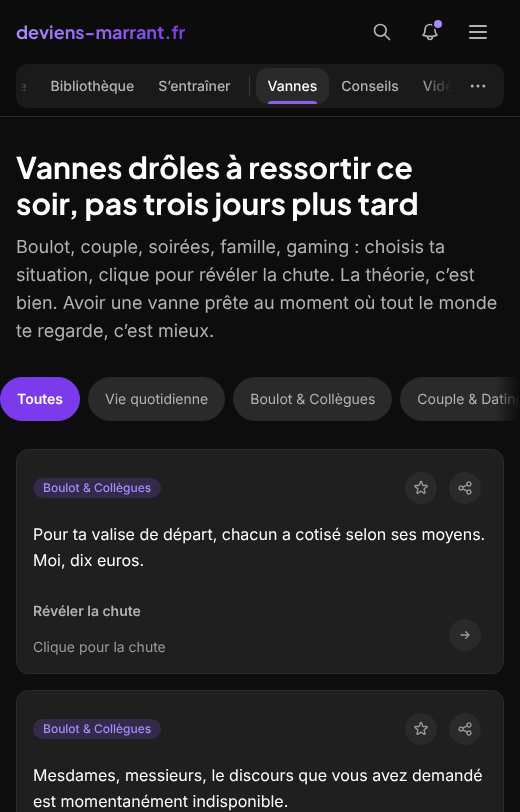 deviens-marrant.fr
Bibliothèque S’entraîner Vannes Conseils
Vannes drôles à ressortir ce
soir, pas trois jours plus tard
Boulot, couple, soirées, famille, gaming : choisis ta
situation, clique pour révéler la chute. La théorie, c’est
bien. Avoir une vanne prête au moment où tout le monde
te regarde, c’est mieux.
Toutes Vie quotidienne Boulot & Collègues Couple & Dating
Boulot & Collègues
Pour ta valise de départ, chacun a cotisé selon ses moyens.
Moi, dix euros.
Révéler la chute
Clique pour la chute
Boulot & Collègues
Mesdames, messieurs, le discours que vous avez demandé
est momentanément indisponible.